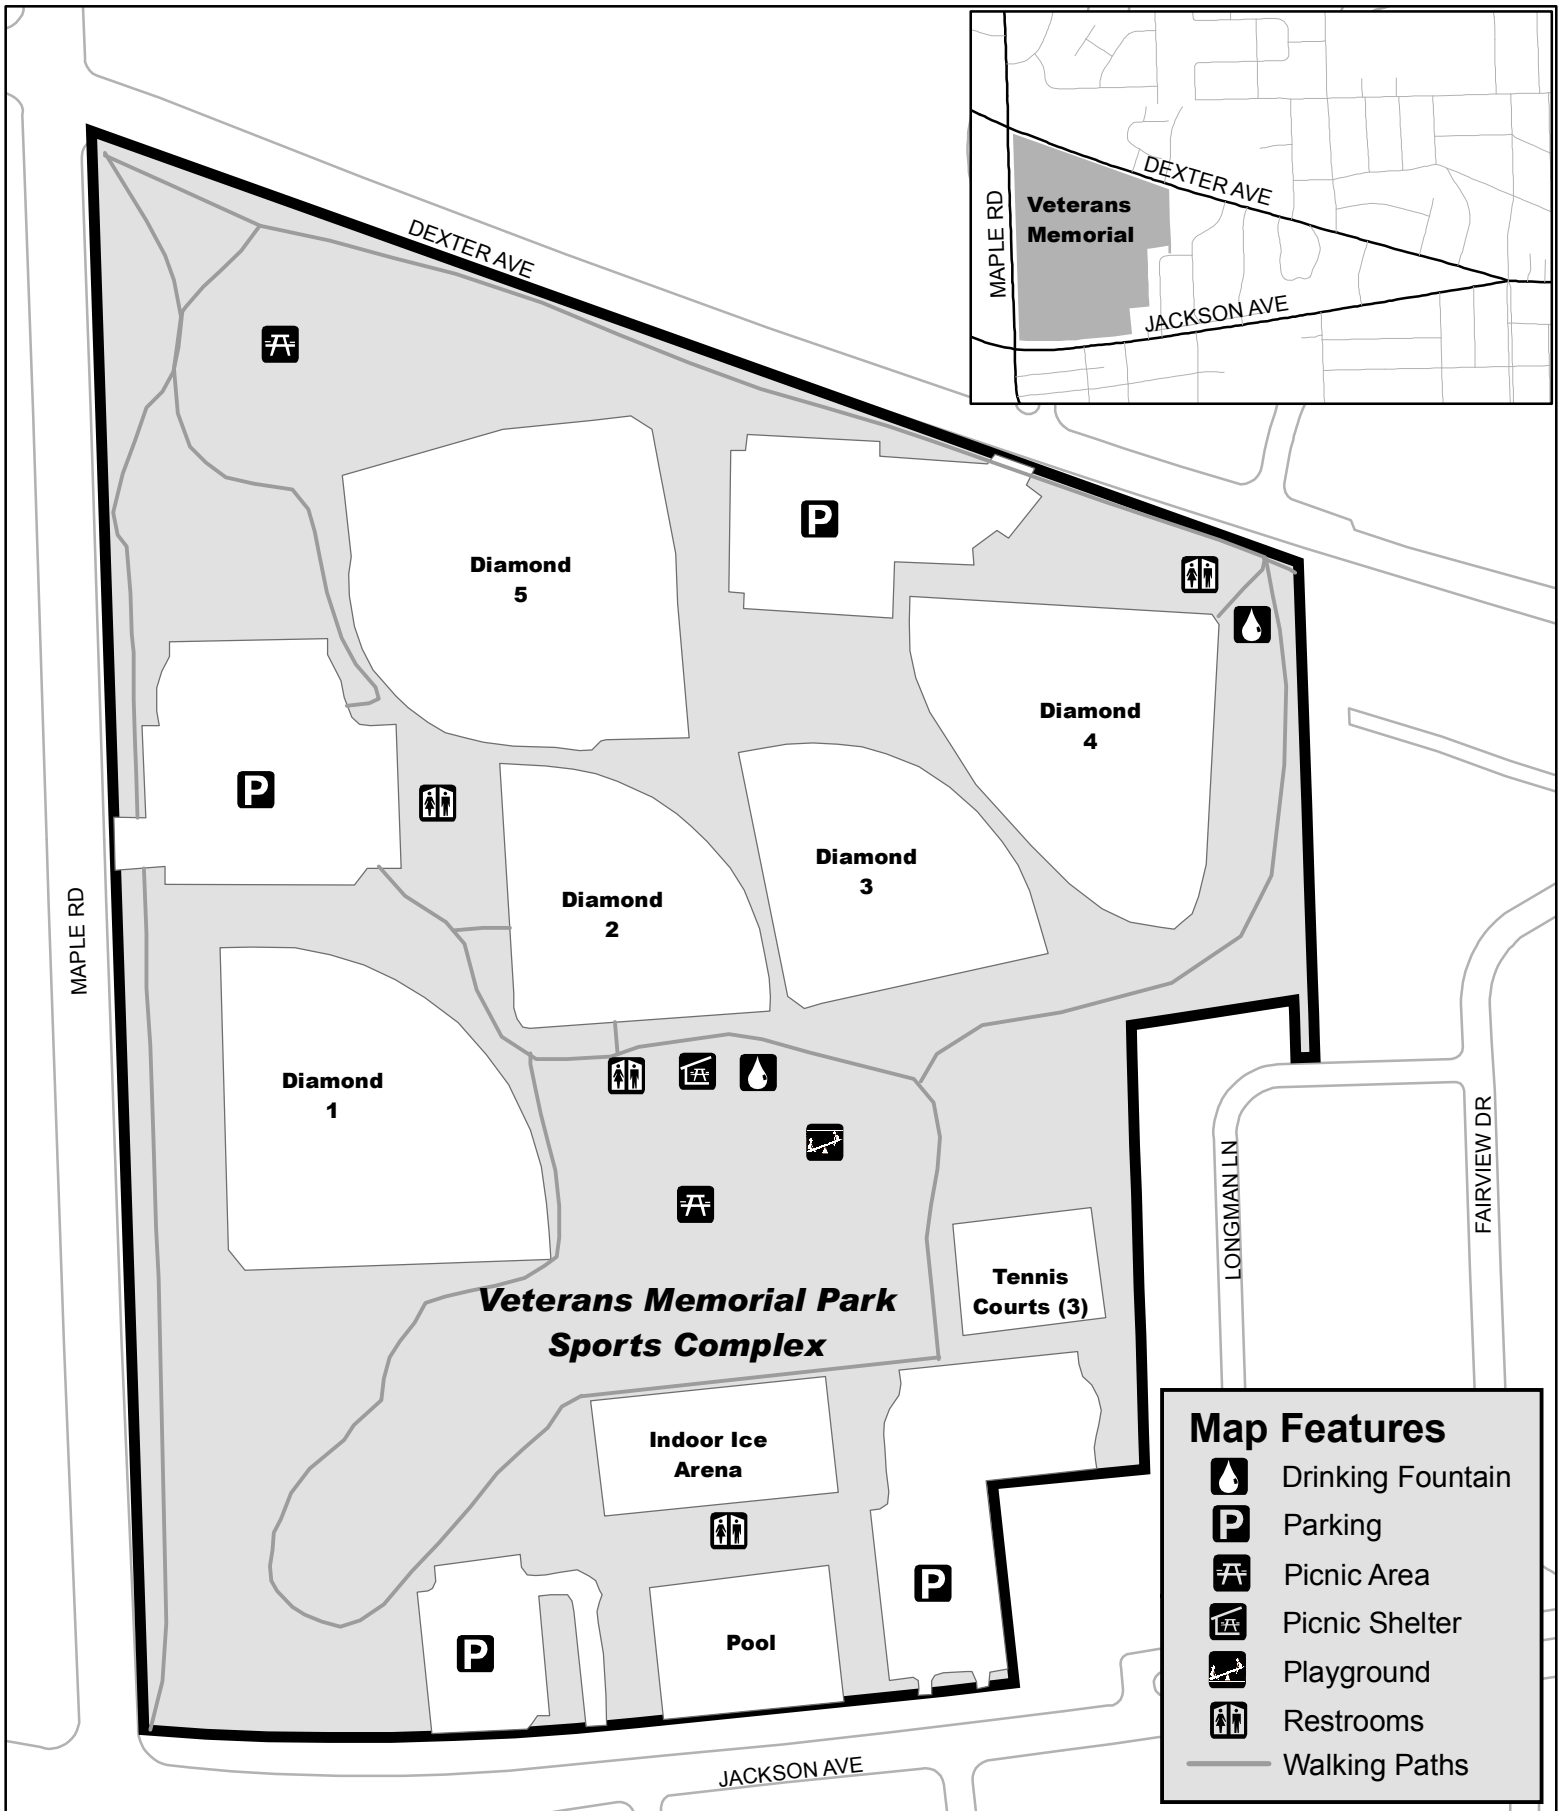 DEXTER AVE
MAPLE RD
Veterans
Memorial
JACKSON AVE
DEXTER AVE
P
Diamond
5
Diamond
4
P
Diamond
3
Diamond
2
MAPLE RD
Diamond
1
LONGMAN LN
FAIRVIEW DR
Tennis
Courts (3)
Veterans Memorial Park
Sports Complex
Indoor Ice
Arena
P
Pool
P
JACKSON AVE
Map Features
Drinking Fountain
P Parking
Picnic Area
Picnic Shelter
Playground
Restrooms
Walking Paths